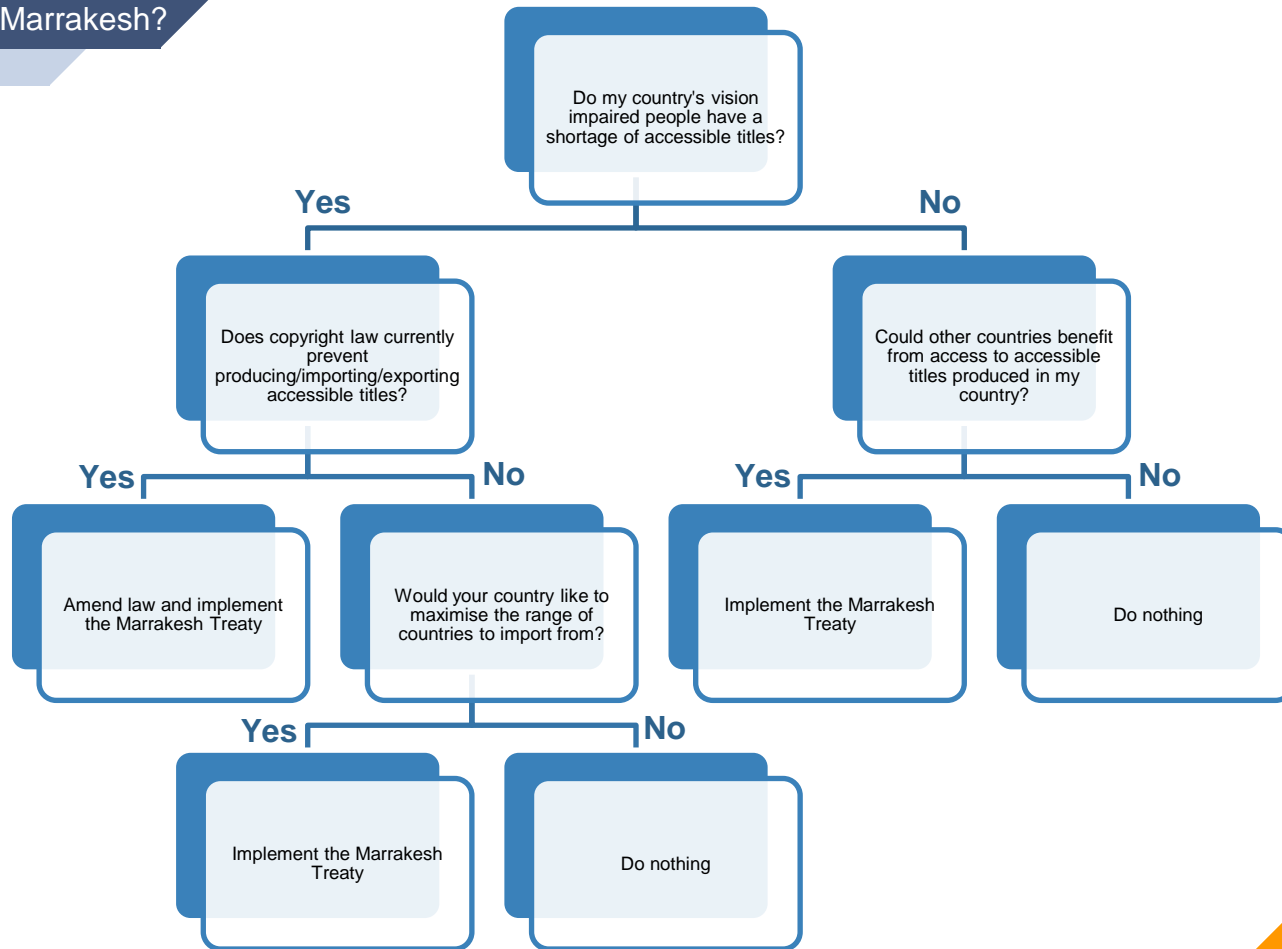 Marrakesh?
Do my country's vision
impaired people have a
shortage of accessible titles?
Yes
No
Does copyright law currently
prevent
producing/importing/exporting
accessible titles?
Could other countries benefit
from access to accessible
titles produced in my
country?
Yes
No
Yes
No
Amend law and implement
the Marrakesh Treaty
Would your country like to
maximise the range of
countries to import from?
Implement the Marrakesh
Treaty
Do nothing
Yes
No
Implement the Marrakesh
Treaty
Do nothing